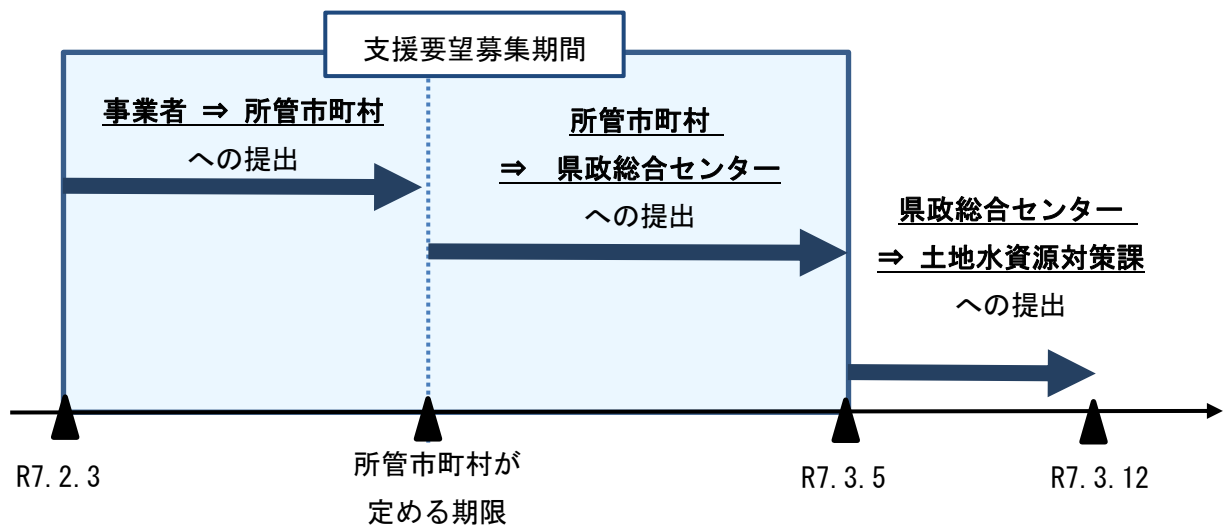 支援要望募集期間
事業者 ⇒ 所管市町村
への提出
所管市町村
⇒ 県政総合センター
への提出
県政総合センター
⇒ 土地水資源対策課
への提出
R7.2.3
所管市町村が
定める期限
R7.3.5
R7.3.12